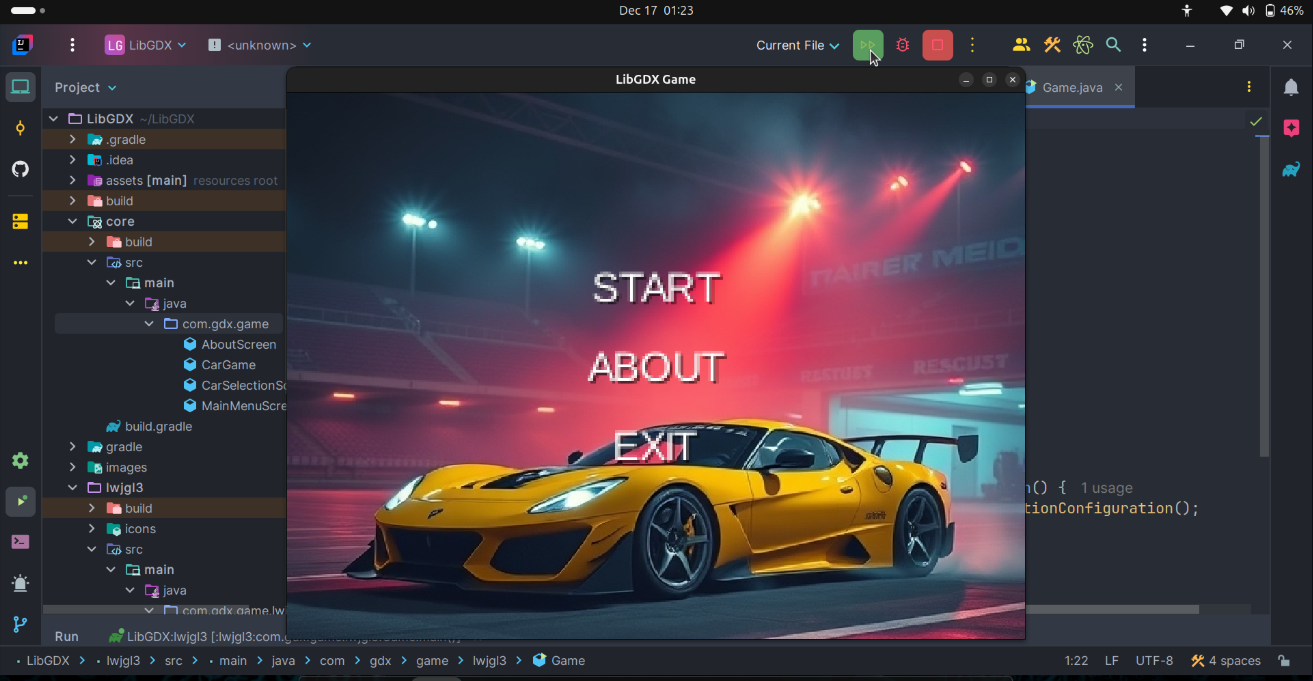 Dec 17 01:23
46%
LG LibGDX
<unknown>
Current File
Project
LibGDX ~/LibGDX
.gradle
.idea
assets [main] resources root
build
core
build
src
main
java
com.gdx.game
AboutScreen
CarGame
CarSelectionSc
MainMenuScre
build.gradle
gradle
images
lwjgl3
build
icons
src
main
java
com.gdx.game.lw
LibGDX Game
START
ABOUT
EXIT
RESCUST
Game.java
() { 1 usage
tionConfiguration();
Run LibGDX:lwjgl3 [:lwjgl3:com.
LibGDX > lwjgl3 > src > main > java > com > gdx > game > lwjgl3 > Game
1:22 LF UTF-8 4 spaces